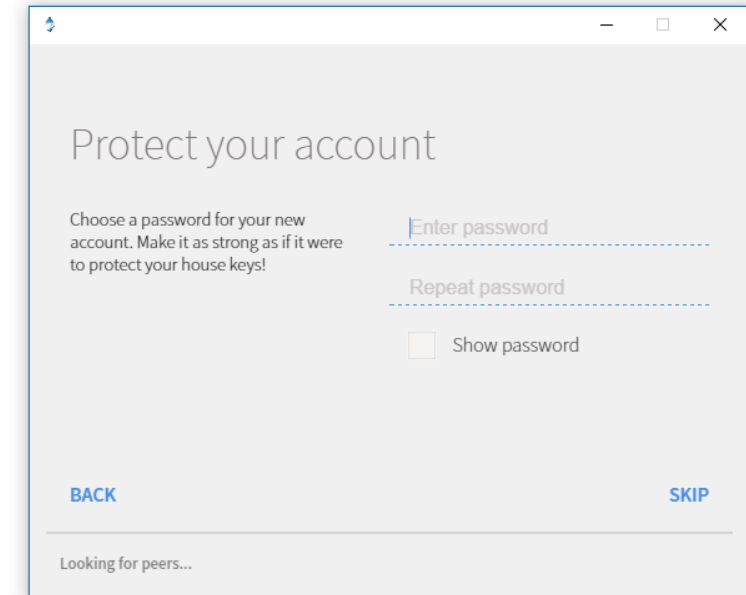 Protect your account
Choose a password for your new
account. Make it as strong as if it were
to protect your house keys!
Enter password
Repeat password
Show password
BACK
SKIP
Looking for peers...